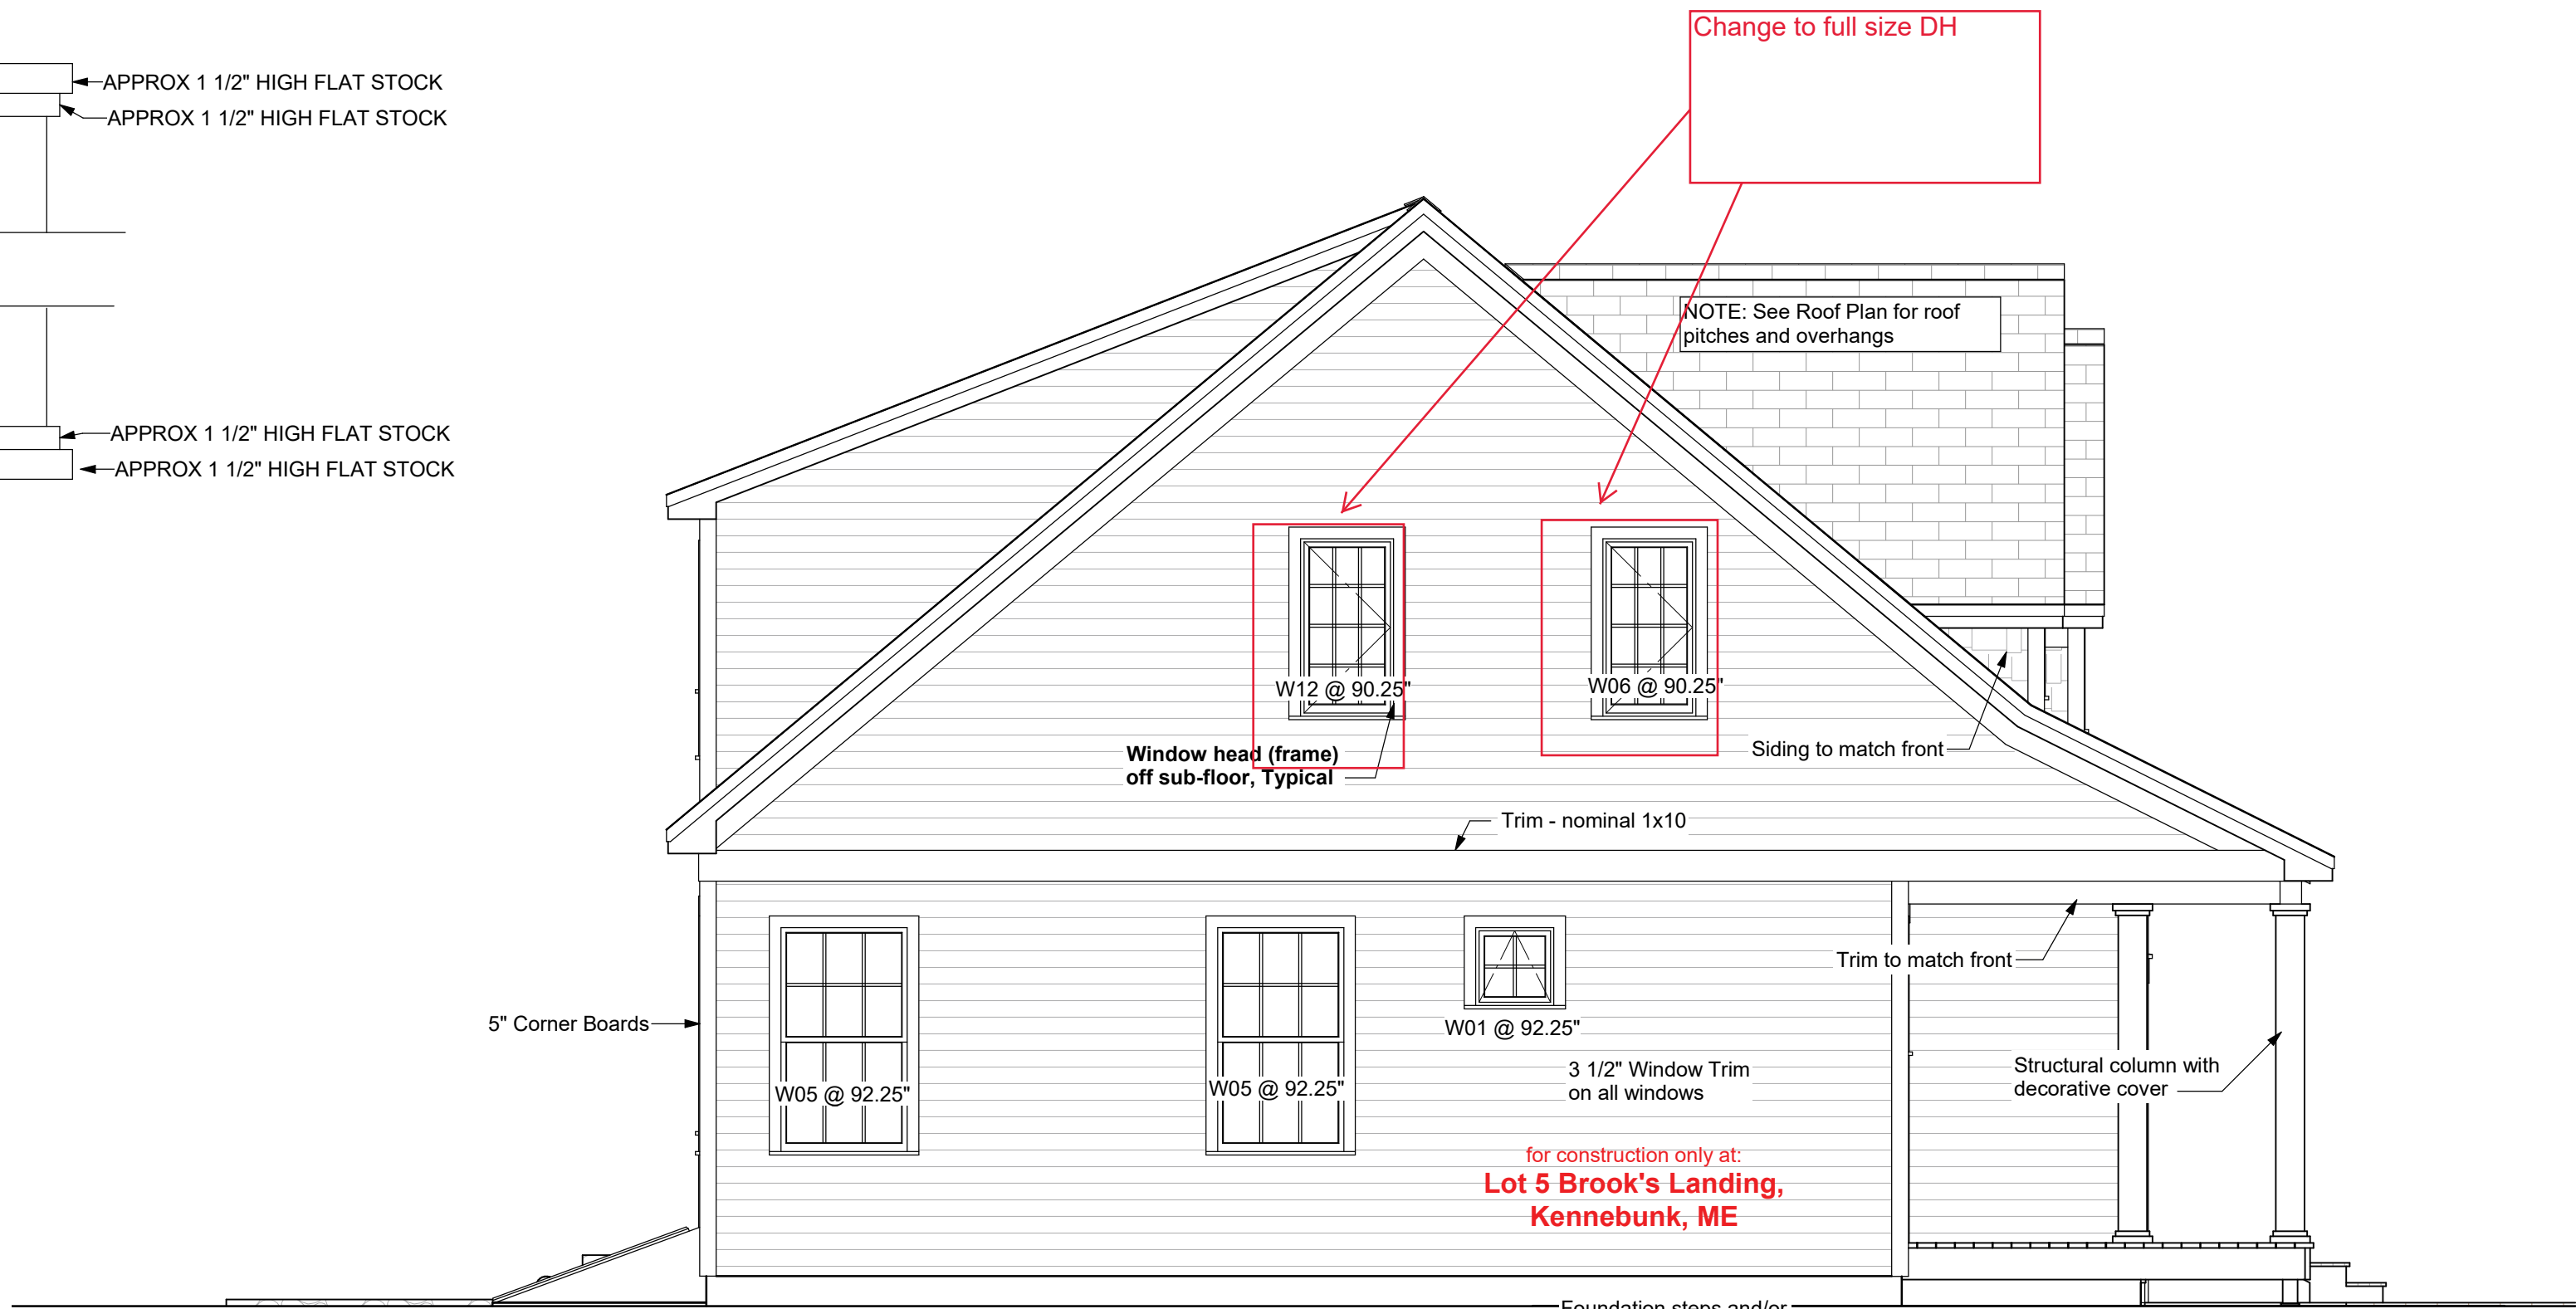 Change to full size DH
APPROX 1 1/2" HIGH FLAT STOCK
APPROX 1 1/2" HIGH FLAT STOCK
NOTE: See Roof Plan for roof
pitches and overhangs
APPROX 1 1/2" HIGH FLAT STOCK
APPROX 1 1/2" HIGH FLAT STOCK
W12 @ 90.25"
W06 @ 90.25"
Window head (frame)
off sub-floor, Typical
Siding to match front
Trim - nominal 1x10
Trim to match front
5" Corner Boards
W01 @ 92.25"
W05 @ 92.25"
W05 @ 92.25"
3 1/2" Window Trim
on all windows
Structural column with
decorative cover
for construction only at:
Lot 5 Brook's Landing,
Kennebunk, ME
Foundation steps and/or